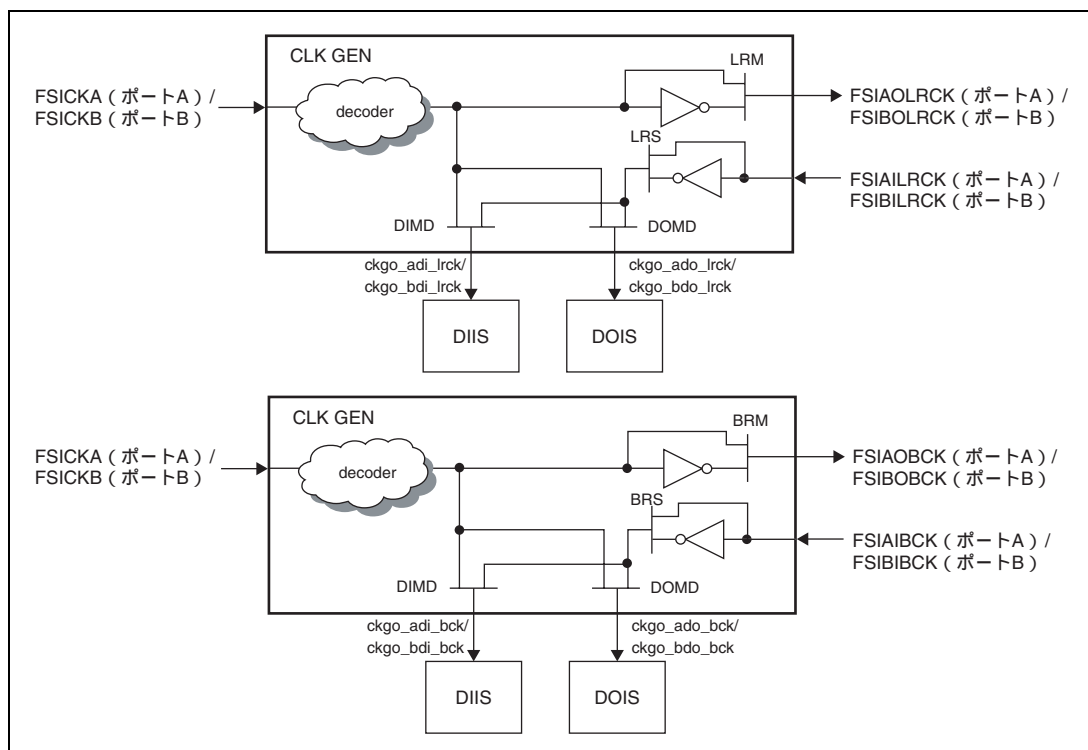 CLK GEN
LRM
FSICKA（ポートA）/
FSICKB（ポートB）
decoder
FSIAOLRCK（ポートA）/
FSIBOLRCK（ポートB）
LRS
FSIAILRCK（ポートA）/
FSIBILRCK（ポートB）
DIMD
DOMD
ckgo_adi_lrck/
ckgo_bdi_lrck
ckgo_ado_lrck/
ckgo_bdo_lrck
DIIS
DOIS
CLK GEN
BRM
FSICKA（ポートA）/
FSICKB（ポートB）
decoder
FSIAOBCK（ポートA）/
FSIBOBCK（ポートB）
BRS
FSIAIBCK（ポートA）/
FSIBIBCK（ポートB）
DIMD
DOMD
ckgo_adi_bck/
ckgo_bdi_bck
ckgo_ado_bck/
ckgo_bdo_bck
DIIS
DOIS